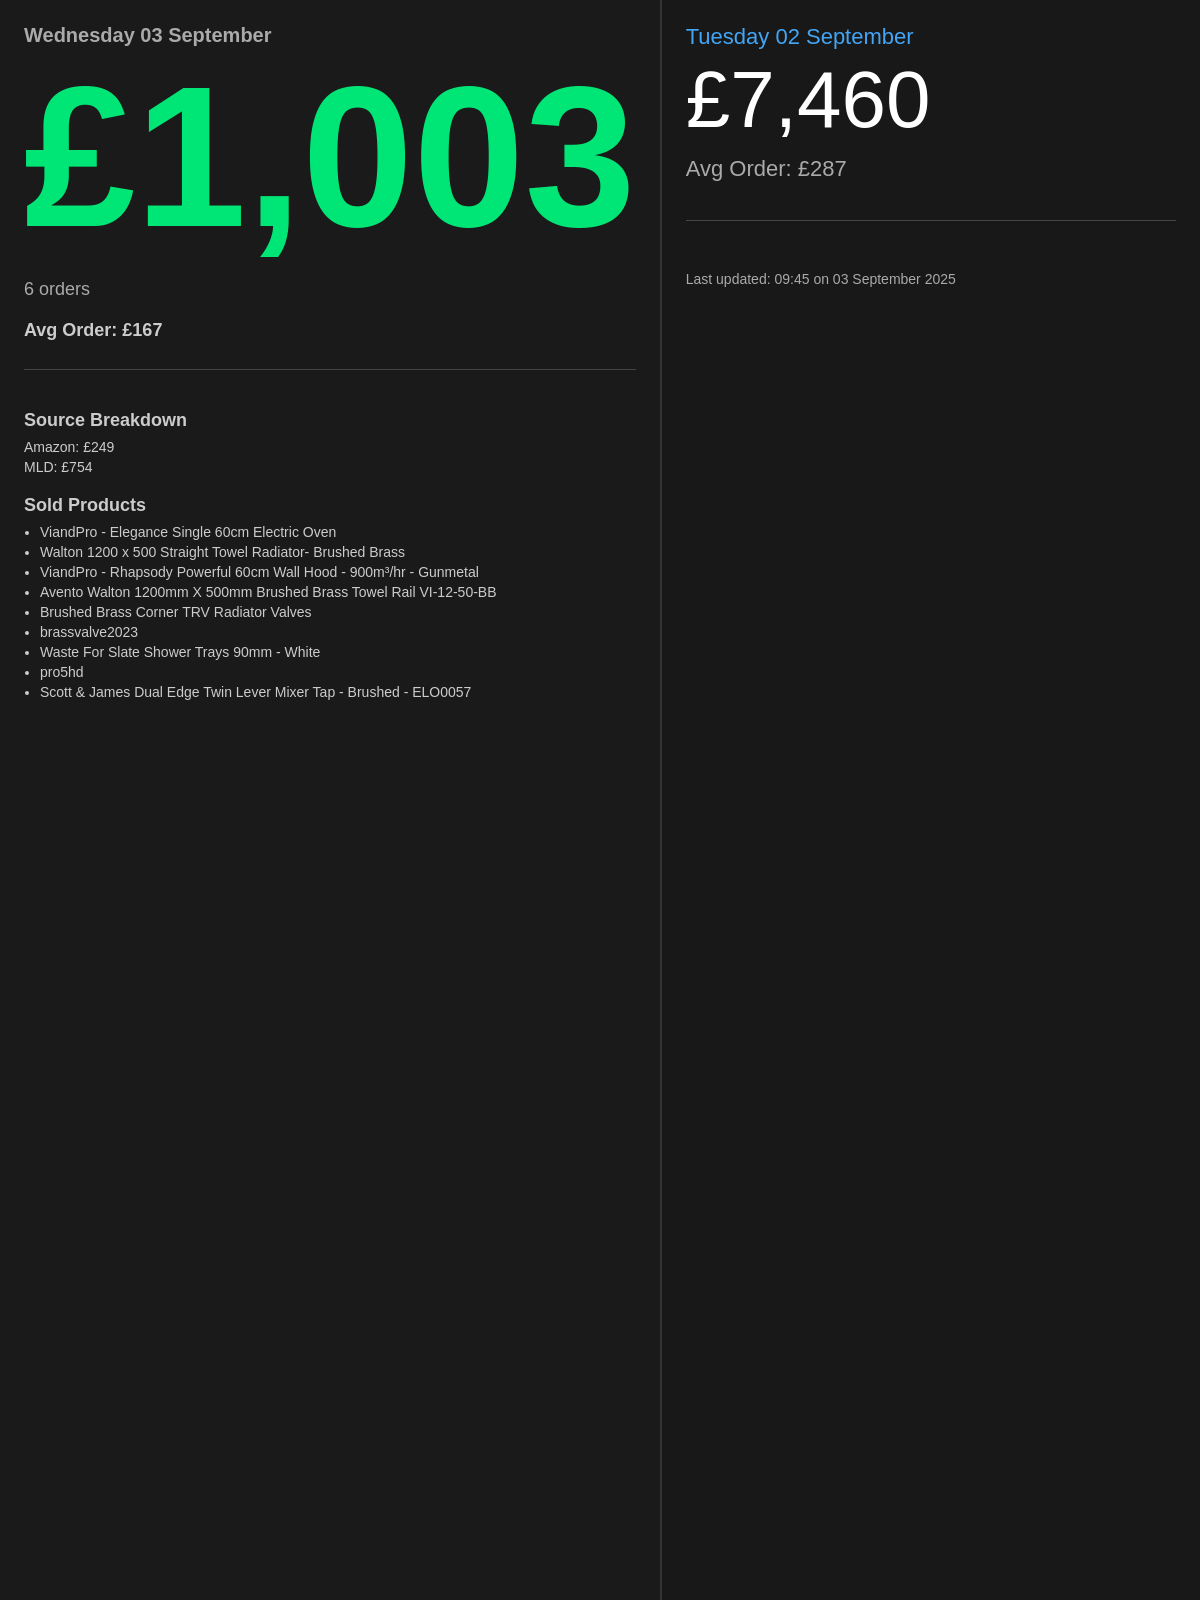 Wednesday 03 September
£1,003
6 orders
Avg Order: £167
Source Breakdown
Amazon: £249
MLD: £754
Sold Products
• ViandPro - Elegance Single 60cm Electric Oven
• Walton 1200 x 500 Straight Towel Radiator- Brushed Brass
• ViandPro - Rhapsody Powerful 60cm Wall Hood - 900m³/hr - Gunmetal
• Avento Walton 1200mm X 500mm Brushed Brass Towel Rail VI-12-50-BB
• Brushed Brass Corner TRV Radiator Valves
• brassvalve2023
• Waste For Slate Shower Trays 90mm - White
• pro5hd
• Scott & James Dual Edge Twin Lever Mixer Tap - Brushed - ELO0057
Tuesday 02 September
£7,460
Avg Order: £287
Last updated: 09:45 on 03 September 2025